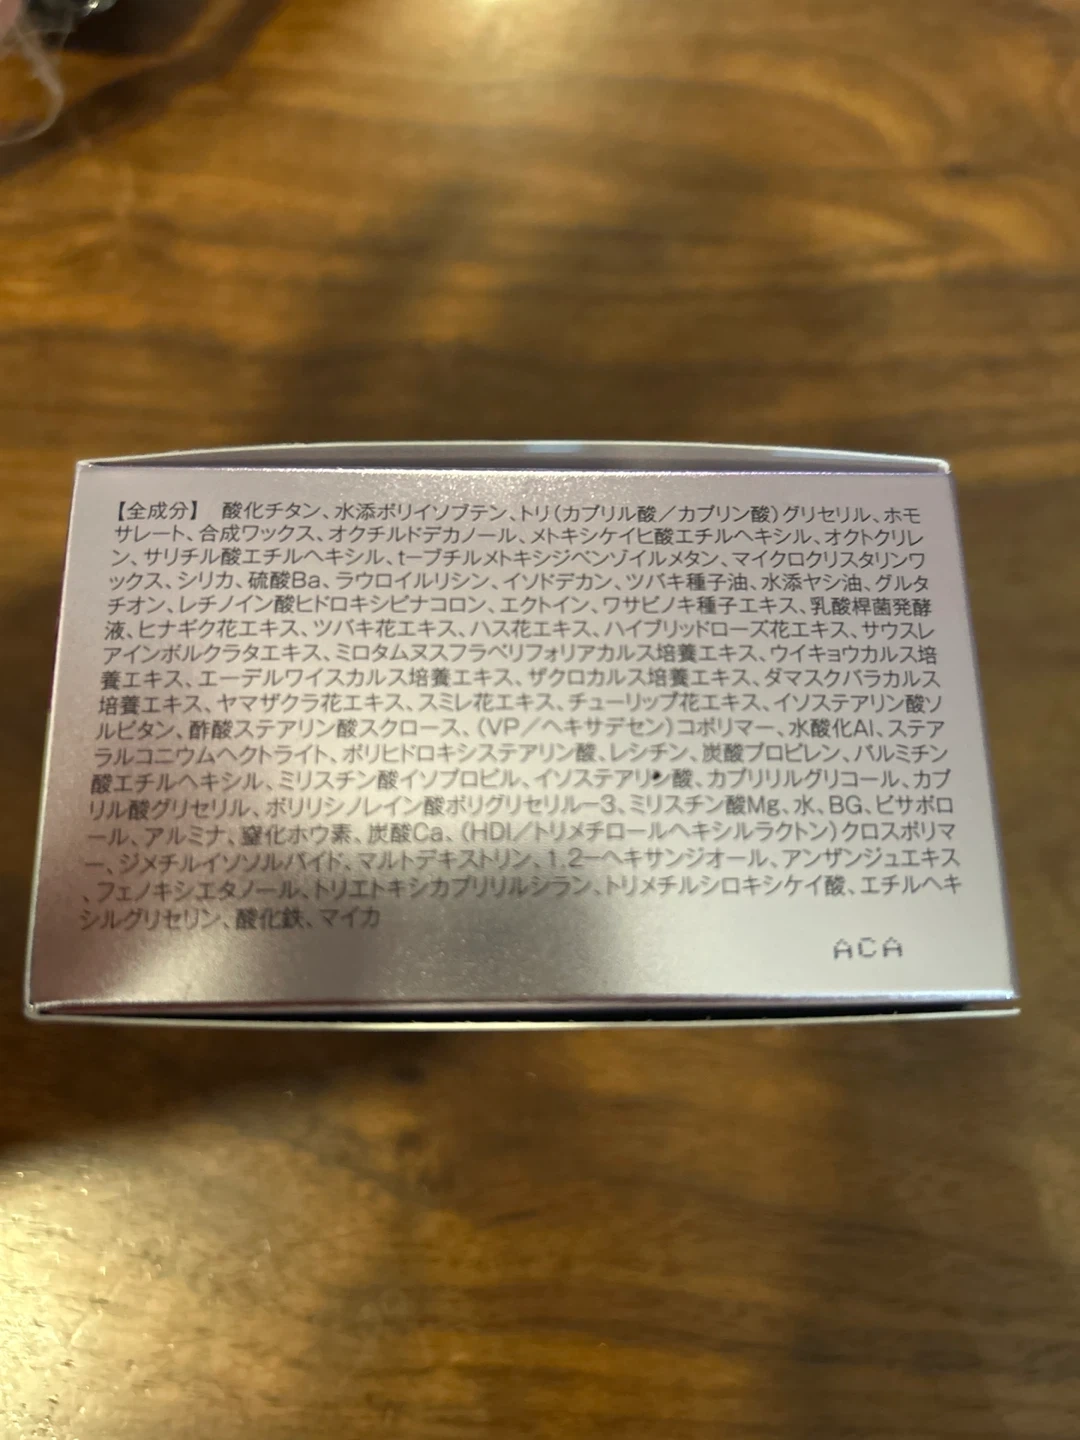 【全成分】 酸化チタン、水添ポリイソブテン、トリ(カプリル酸／カプリン酸)グリセリル、ホモ
サレート、合成ワックス、オクチルドデカノール、メトキシケイヒ酸エチルヘキシル、オクトクリレ
ン、サリチル酸エチルヘキシル、t－ブチルメトキシジベンゾイルメタン、マイクロクリスタリンワ
ックス、シリカ、硫酸Ba、ラウロイルリシン、イソドデカン、ツバキ種子油、水添ヤシ油、グルタ
チオン、レチノイン酸ヒドロキシピナコロン、エクトイン、ワサビノキ種子エキス、乳酸桿菌発酵
液、ヒナギク花エキス、ツバキ花エキス、ハス花エキス、ハイブリッドローズ花エキス、サウスレ
アインボルクラタエキス、ミロタムヌスフラベリフォリアカルス培養エキス、ウイキョウカルス培
養エキス、エーデルワイスカルス培養エキス、ザクロカルス培養エキス、ダマスクバラカルス
培養エキス、ヤマザクラ花エキス、スミレ花エキス、チューリップ花エキス、イソステアリン酸ソ
ルビタン、酢酸ステアリン酸スクロース、(VP／ヘキサデセン)コポリマー、水酸化Al、ステア
ラルコニウムヘクトライト、ポリヒドロキシステアリン酸、レシチン、炭酸プロピレン、パルミチン
酸エチルヘキシル、ミリスチン酸イソプロピル、イソステアリン酸、カプリリルグリコール、カプ
リル酸グリセリル、ポリリシノレイン酸ポリグリセリル－3、ミリスチン酸Mg、水、BG、ビサボロ
ール、アルミナ、窒化ホウ素、炭酸Ca、(HDI／トリメチロールヘキシルラクトン)クロスポリマ
ー、ジメチルイソソルバイド、マルトデキストリン、1,2－ヘキサンジオール、アンザンジュエキス
、フェノキシエタノール、トリエトキシカプリリルシラン、トリメチルシロキシケイ酸、エチルヘキ
シルグリセリン、酸化鉄、マイカ
ACA